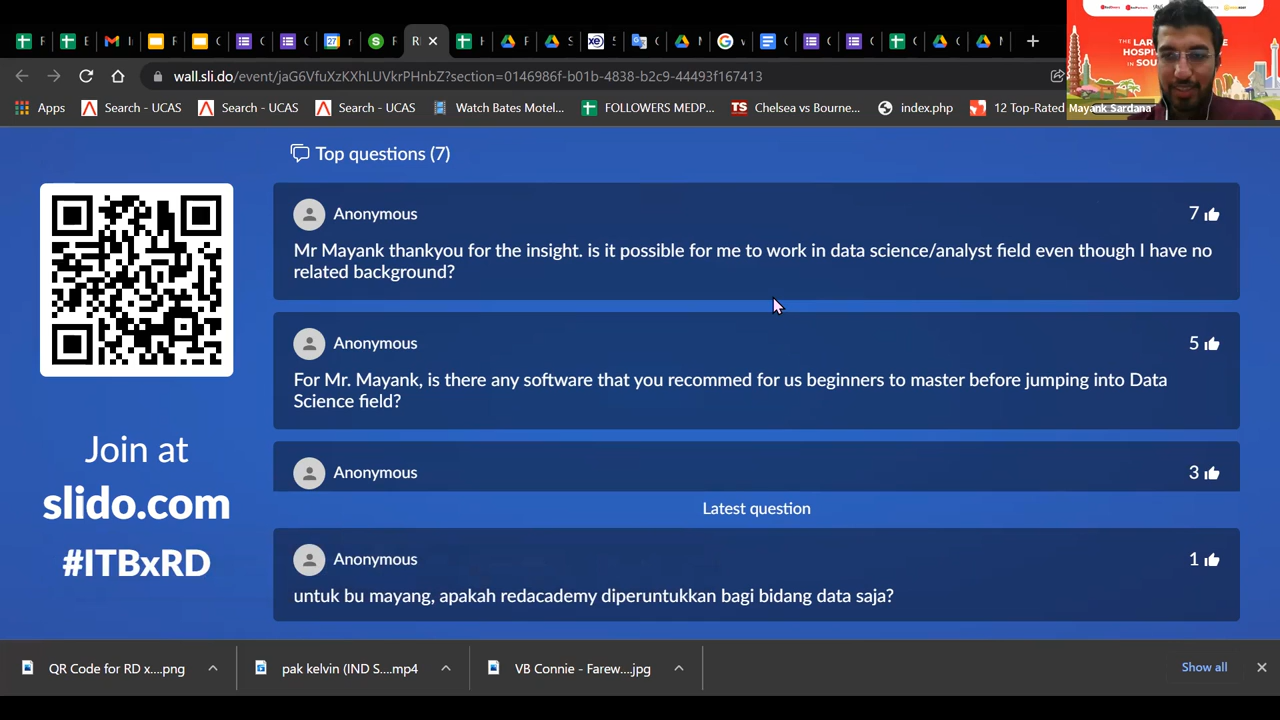 wall.sli.do/event/jaG6VfuXzKXhLUVkrPHnbZ?section=0146986f-b01b-4838-b2c9-44493f167413
Apps
Search - UCAS
Search - UCAS
Search - UCAS
Watch Bates Motel...
FOLLOWERS MEDP...
Chelsea vs Bourne...
index.php
12 Top-Rated
Mayank Sardana
Top questions (7)
Anonymous
7
Mr Mayank thankyou for the insight. is it possible for me to work in data science/analyst field even though I have no
related background?
Anonymous
5
For Mr. Mayank, is there any software that you recommed for us beginners to master before jumping into Data
Science field?
Anonymous
3
Latest question
Anonymous
1
untuk bu mayang, apakah redacademy diperuntukkan bagi bidang data saja?
Join at
slido.com
#ITBxRD
QR Code for RD x....png
pak kelvin (IND S....mp4
VB Connie - Farew....jpg
Show all